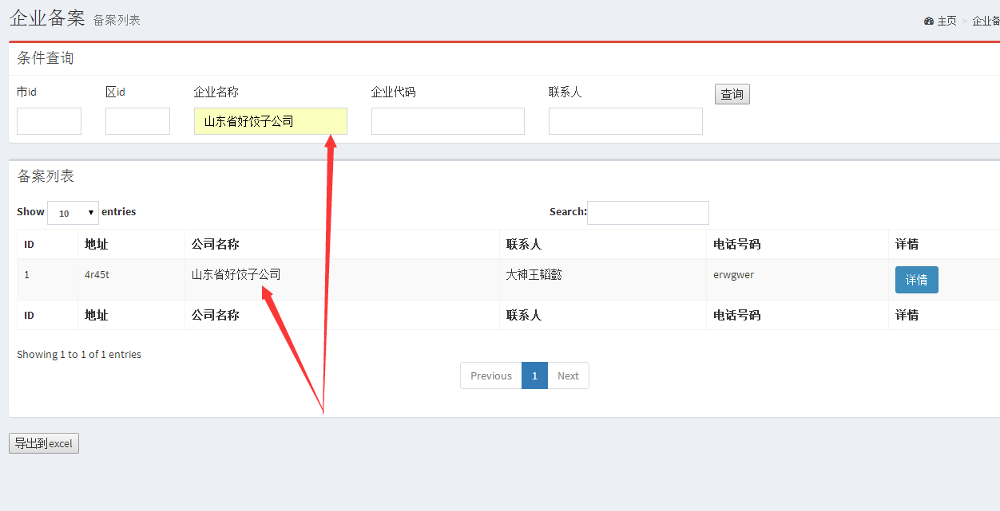 企业备案 备案列表
主页 > 企业备
条件查询
市id 区id 企业名称 企业代码 联系人 查询
山东省好饺子公司
备案列表
Show 10 entries Search:
ID 地址 公司名称 联系人 电话号码 详情
1 4r45t 山东省好饺子公司 大神王韬懿 erwgwer 详情
ID 地址 公司名称 联系人 电话号码 详情
Showing 1 to 1 of 1 entries
Previous 1 Next
导出到excel